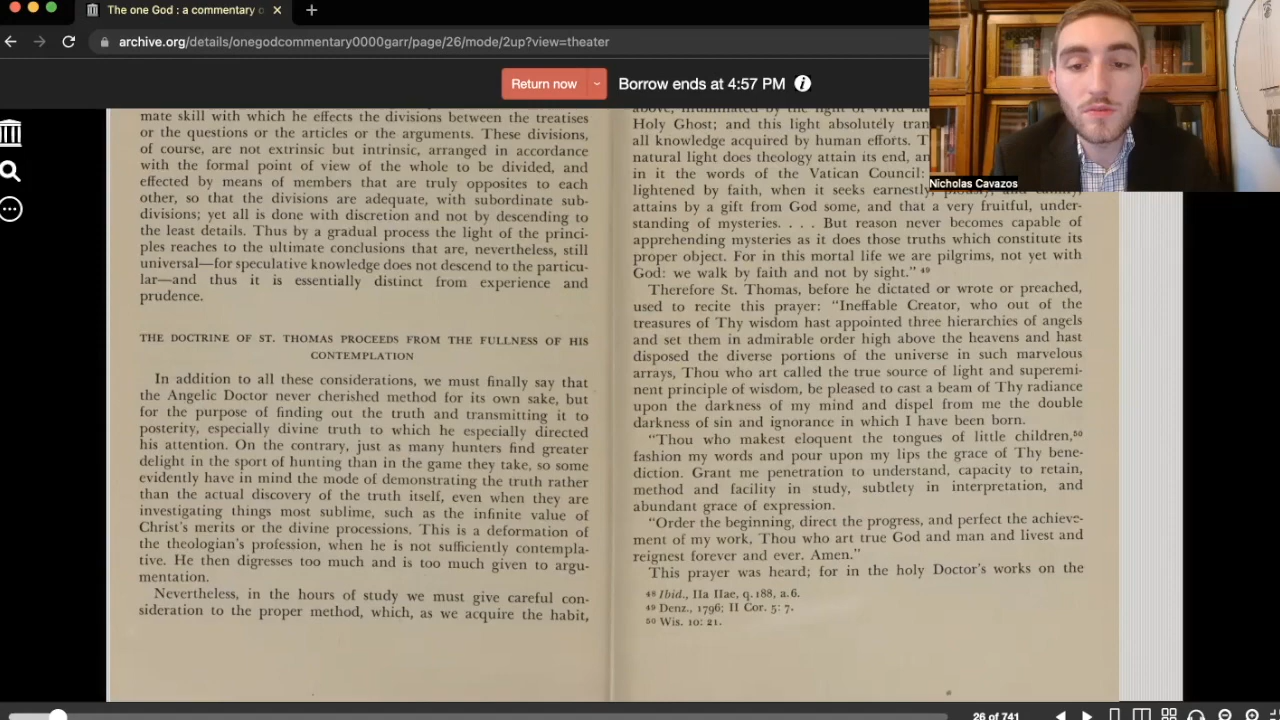 The one God : a commentary o
archive.org/details/onegodcommentary0000garr/page/26/mode/2up?view=theater
Return now
Borrow ends at 4:57 PM
Nicholas Cavazos
mate skill with which he effects the divisions between the treatises
or the questions or the articles or the arguments. These divisions,
of course, are not extrinsic but intrinsic, arranged in accordance
with the formal point of view of the whole to be divided, and
effected by means of members that are truly opposites to each
other, so that the divisions are adequate, with subordinate sub-
divisions; yet all is done with discretion and not by descending to
the least details. Thus by a gradual process the light of the princi-
ples reaches to the ultimate conclusions that are, nevertheless, still
universal—for speculative knowledge does not descend to the particu-
lar—and thus it is essentially distinct from experience and
prudence.
THE DOCTRINE OF ST. THOMAS PROCEEDS FROM THE FULLNESS OF HIS
CONTEMPLATION
In addition to all these considerations, we must finally say that
the Angelic Doctor never cherished method for its own sake, but
for the purpose of finding out the truth and transmitting it to
posterity, especially divine truth to which he especially directed
his attention. On the contrary, just as many hunters find greater
delight in the sport of hunting than in the game they take, so some
evidently have in mind the mode of demonstrating the truth rather
than the actual discovery of the truth itself, even when they are
investigating things most sublime, such as the infinite value of
Christ's merits or the divine processions. This is a deformation of
the theologian's profession, when he is not sufficiently contempla-
tive. He then digresses too much and is too much given to argu-
mentation.
Nevertheless, in the hours of study we must give careful con-
sideration to the proper method, which, as we acquire the habit,
Holy Ghost; and this light absolutely tran
all knowledge acquired by human efforts. T
natural light does theology attain its end, an
in it the words of the Vatican Council:
lightened by faith, when it seeks earnestly,
attains by a gift from God some, and that a very fruitful, under-
standing of mysteries. . . . But reason never becomes capable of
apprehending mysteries as it does those truths which constitute its
proper object. For in this mortal life we are pilgrims, not yet with
God: we walk by faith and not by sight." 49
Therefore St. Thomas, before he dictated or wrote or preached,
used to recite this prayer: "Ineffable Creator, who out of the
treasures of Thy wisdom hast appointed three hierarchies of angels
and set them in admirable order high above the heavens and hast
disposed the diverse portions of the universe in such marvelous
arrays, Thou who art called the true source of light and superemi-
nent principle of wisdom, be pleased to cast a beam of Thy radiance
upon the darkness of my mind and dispel from me the double
darkness of sin and ignorance in which I have been born.
"Thou who makest eloquent the tongues of little children,50
fashion my words and pour upon my lips the grace of Thy bene-
diction. Grant me penetration to understand, capacity to retain,
method and facility in study, subtlety in interpretation, and
abundant grace of expression.
"Order the beginning, direct the progress, and perfect the achieve-
ment of my work, Thou who art true God and man and livest and
reignest forever and ever. Amen."
This prayer was heard; for in the holy Doctor's works on the
48 Ibid., IIa IIae, q. 188, a. 6.
49 Denz., 1796; II Cor. 5: 7.
50 Wis. 10: 21.
26 of 741